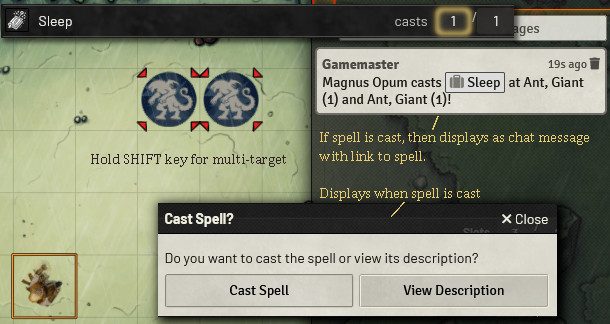 Sleep casts 1 / 1
ages
Gamemaster 19s ago
Magnus Opum casts Sleep at Ant, Giant
(1) and Ant, Giant (1)!
Hold SHIFT key for multi-target
If spell is cast, then displays as chat message
with link to spell.
Displays when spell is cast
Cast Spell? Close
Do you want to cast the spell or view its description?
Cast Spell View Description